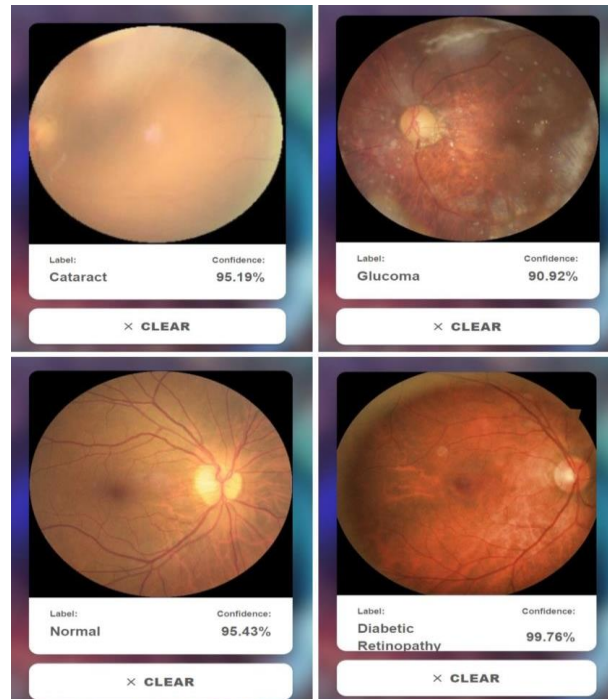 Label: Confidence:
Cataract 95.19%
× CLEAR
Label: Confidence:
Glucoma 90.92%
× CLEAR
Label: Confidence:
Normal 95.43%
× CLEAR
Label: Confidence:
Diabetic 99.76%
Retinopathy
× CLEAR